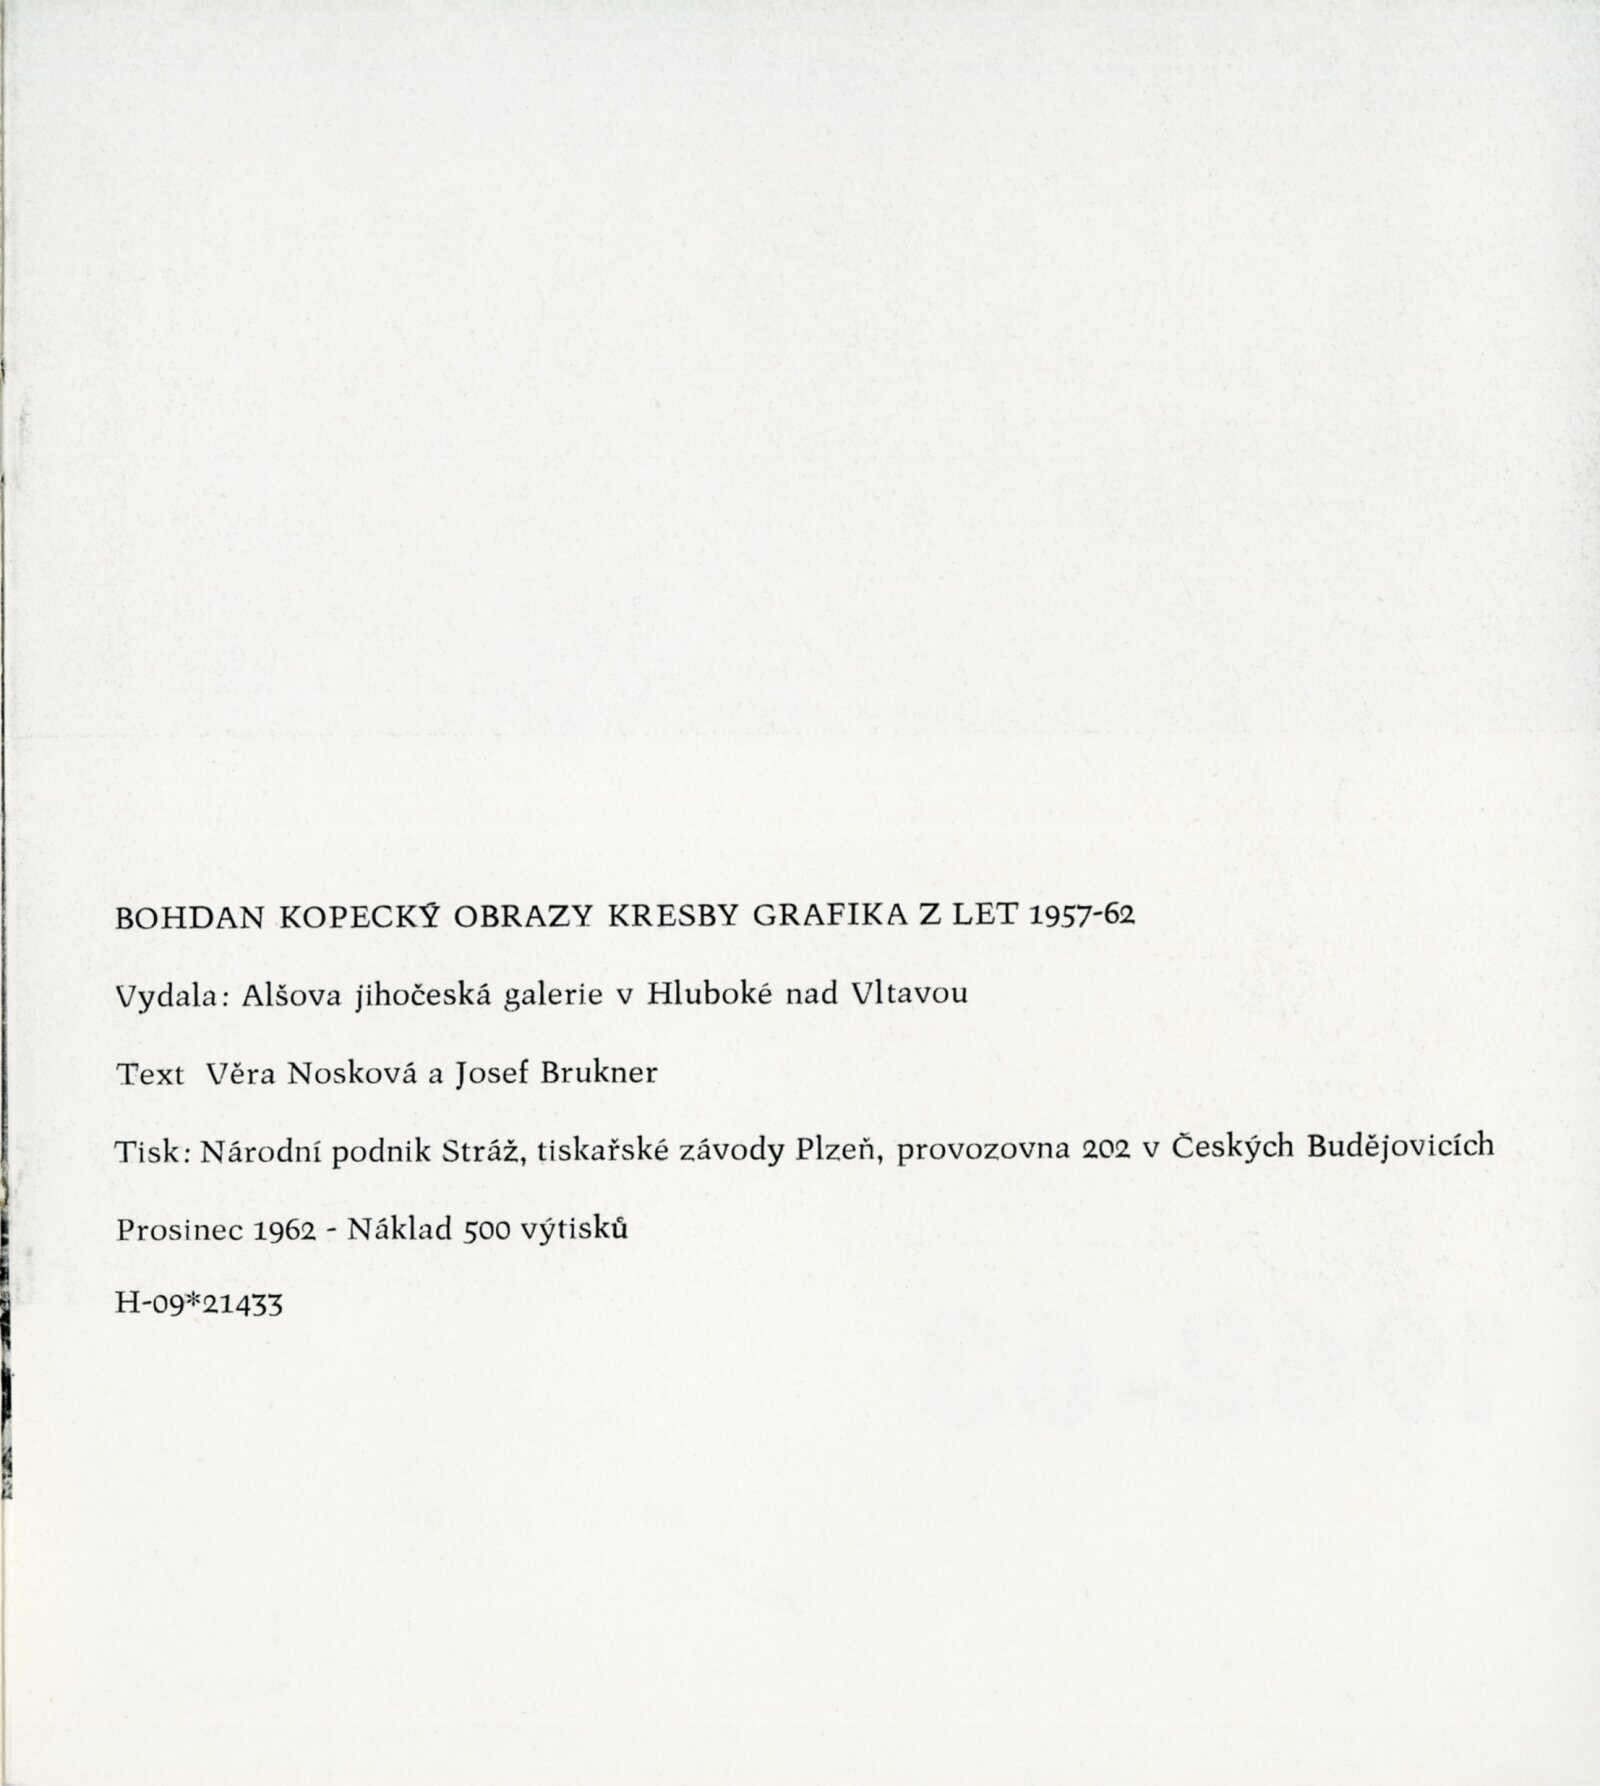 BOHDAN KOPECKÝ OBRAZY KRESBY GRAFIKA Z LET 1957-62
Vydala: Alšova jihočeská galerie v Hluboké nad Vltavou
Text Věra Nosková a Josef Brukner
Tisk: Národní podnik Stráž, tiskařské závody Plzeň, provozovna 202 v Českých Budějovicích
Prosinec 1962 - Náklad 500 výtisků
H-09*21433